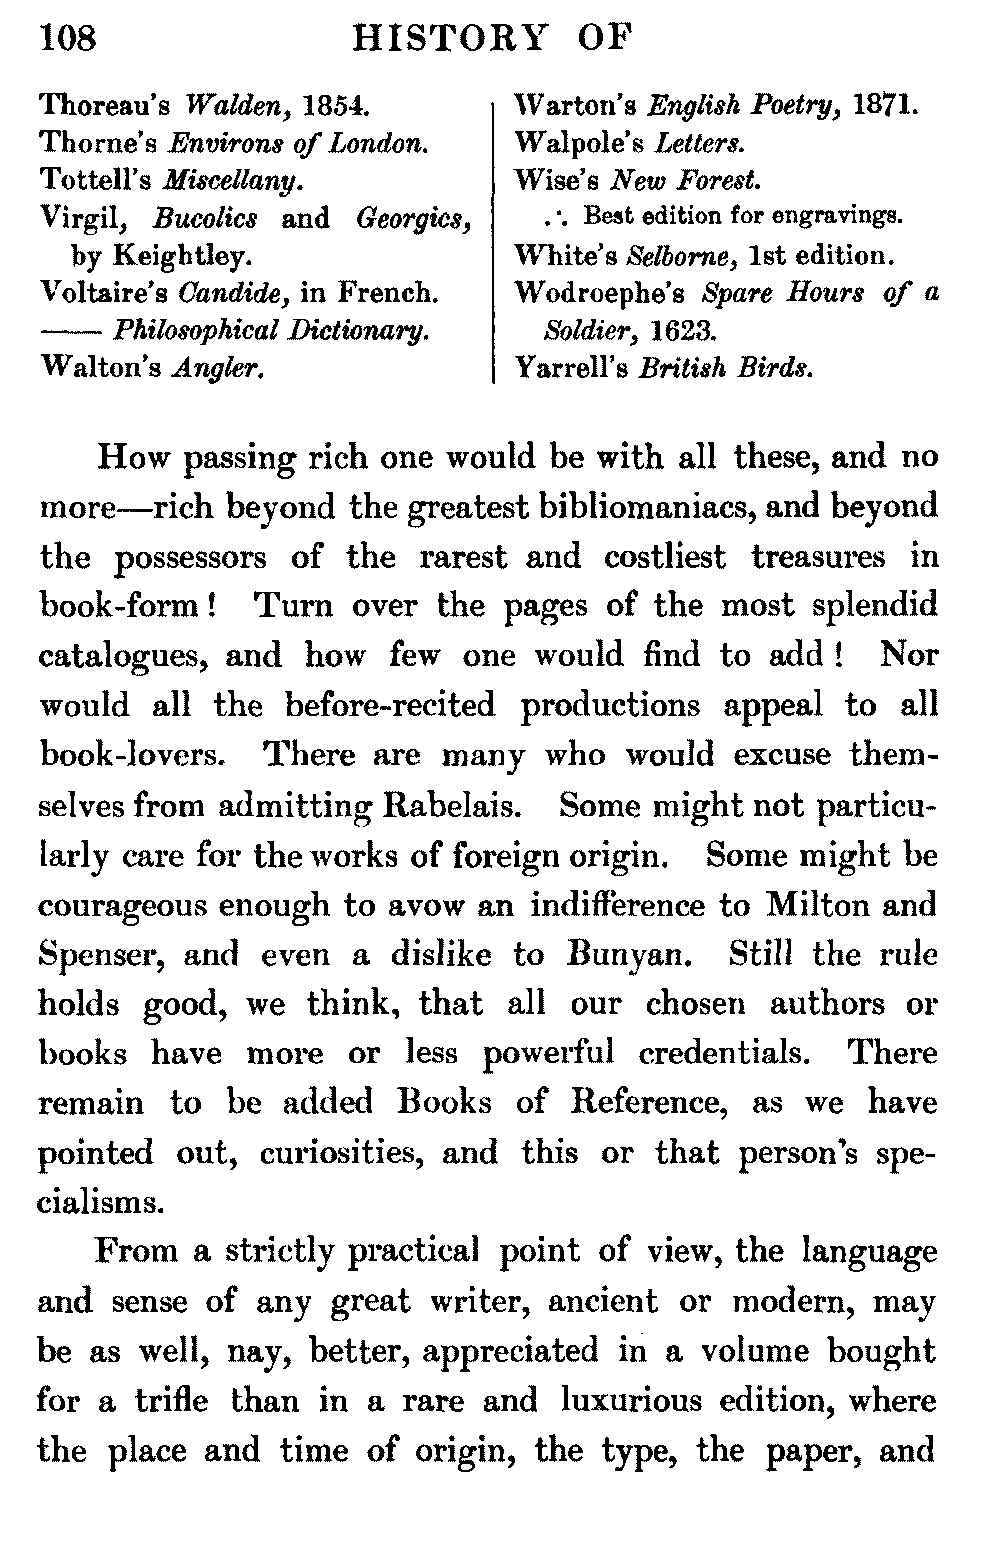 108 HISTORY OF
Thoreau's Walden, 1854.
Thorne's Environs of London.
Tottell's Miscellany.
Virgil, Bucolics and Georgics,
by Keightley.
Voltaire's Candide, in French.
—— Philosophical Dictionary.
Walton's Angler.
Warton's English Poetry, 1871.
Walpole's Letters.
Wise's New Forest.
.·. Best edition for engravings.
White's Selborne, 1st edition.
Wodroephe's Spare Hours of a
Soldier, 1623.
Yarrell's British Birds.
How passing rich one would be with all these, and no
more—rich beyond the greatest bibliomaniacs, and beyond
the possessors of the rarest and costliest treasures in
book-form! Turn over the pages of the most splendid
catalogues, and how few one would find to add! Nor
would all the before-recited productions appeal to all
book-lovers. There are many who would excuse them-
selves from admitting Rabelais. Some might not particu-
larly care for the works of foreign origin. Some might be
courageous enough to avow an indifference to Milton and
Spenser, and even a dislike to Bunyan. Still the rule
holds good, we think, that all our chosen authors or
books have more or less powerful credentials. There
remain to be added Books of Reference, as we have
pointed out, curiosities, and this or that person's spe-
cialisms.
From a strictly practical point of view, the language
and sense of any great writer, ancient or modern, may
be as well, nay, better, appreciated in a volume bought
for a trifle than in a rare and luxurious edition, where
the place and time of origin, the type, the paper, and